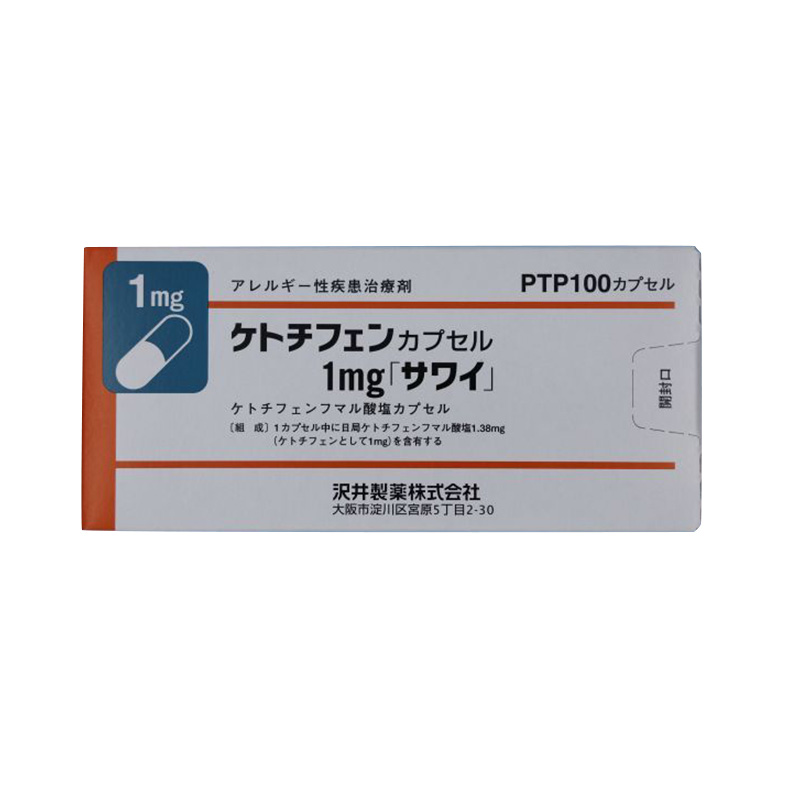 1mg
アレルギー性疾患治療剤
PTP100カプセル
ケトチフェンカプセル
1mg「サワイ」
ケトチフェンフマル酸塩カプセル
〔組 成〕1カプセル中に日局ケトチフェンフマル酸塩1.38mg
(ケトチフェンとして1mg)を含有する
開封口
沢井製薬株式会社
大阪市淀川区宮原5丁目2-30